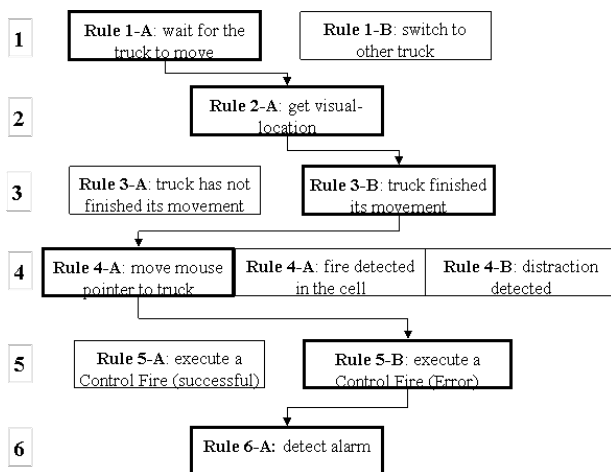 1
Rule 1-A: wait for the
truck to move
Rule 1-B: switch to
other truck
2
Rule 2-A: get visual-
location
3
Rule 3-A: truck has not
finished its movement
Rule 3-B: truck finished
its movement
4
Rule 4-A: move mouse
pointer to truck
Rule 4-A: fire detected
in the cell
Rule 4-B: distraction
detected
5
Rule 5-A: execute a
Control Fire (successful)
Rule 5-B: execute a
Control Fire (Error)
6
Rule 6-A: detect alarm